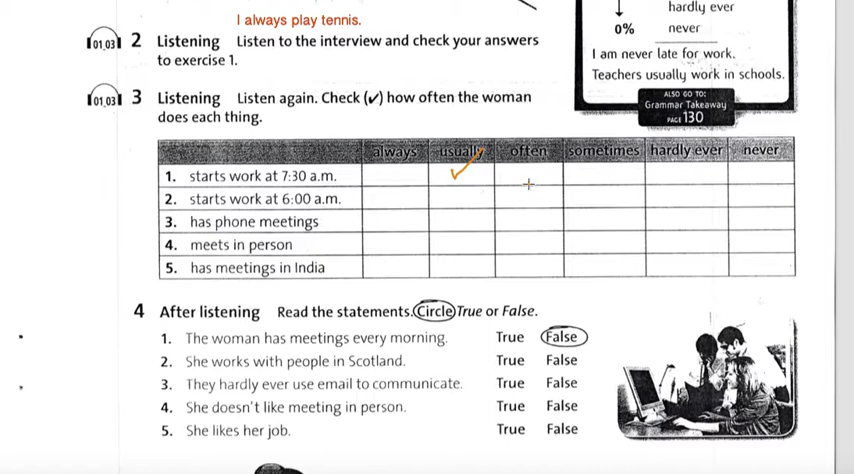 I always play tennis.
hardly ever
0% never
I am never late for work.
Teachers usually work in schools.
ALSO GO TO:
Grammar Takeaway
PAGE 130
01.03 2 Listening Listen to the interview and check your answers
to exercise 1.
01.03 3 Listening Listen again. Check (✓) how often the woman
does each thing.
always usually often sometimes hardly ever never
1. starts work at 7:30 a.m.
2. starts work at 6:00 a.m.
3. has phone meetings
4. meets in person
5. has meetings in India
4 After listening Read the statements. Circle True or False.
1. The woman has meetings every morning. True False
2. She works with people in Scotland. True False
3. They hardly ever use email to communicate. True False
4. She doesn't like meeting in person. True False
5. She likes her job. True False